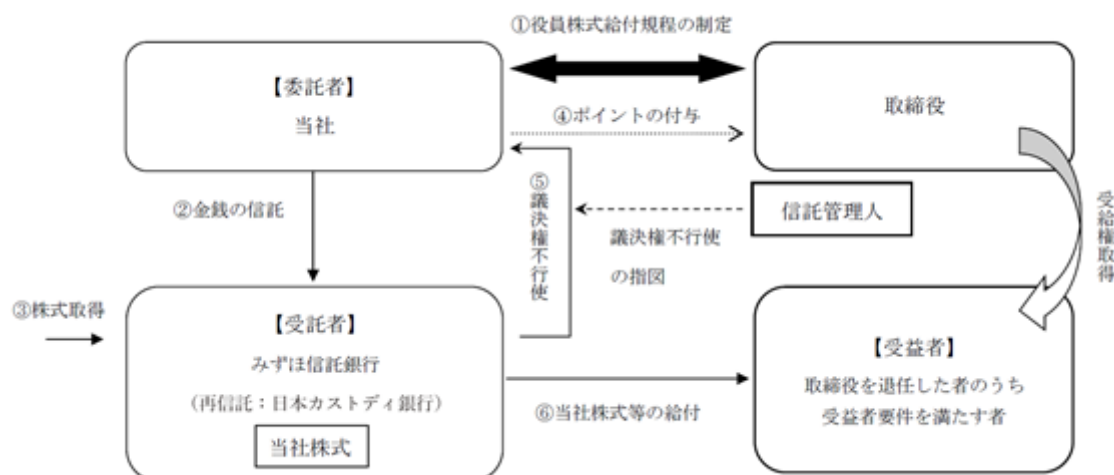 ①役員株式給付規程の制定
【委託者】
当社
取締役
④ポイントの付与
②金銭の信託
⑤議決権不行使
信託管理人
議決権不行使
の指図
受給権取得
③株式取得
【受託者】
みずほ信託銀行
（再信託：日本カストディ銀行）
当社株式
⑥当社株式等の給付
【受益者】
取締役を退任した者のうち
受益者要件を満たす者